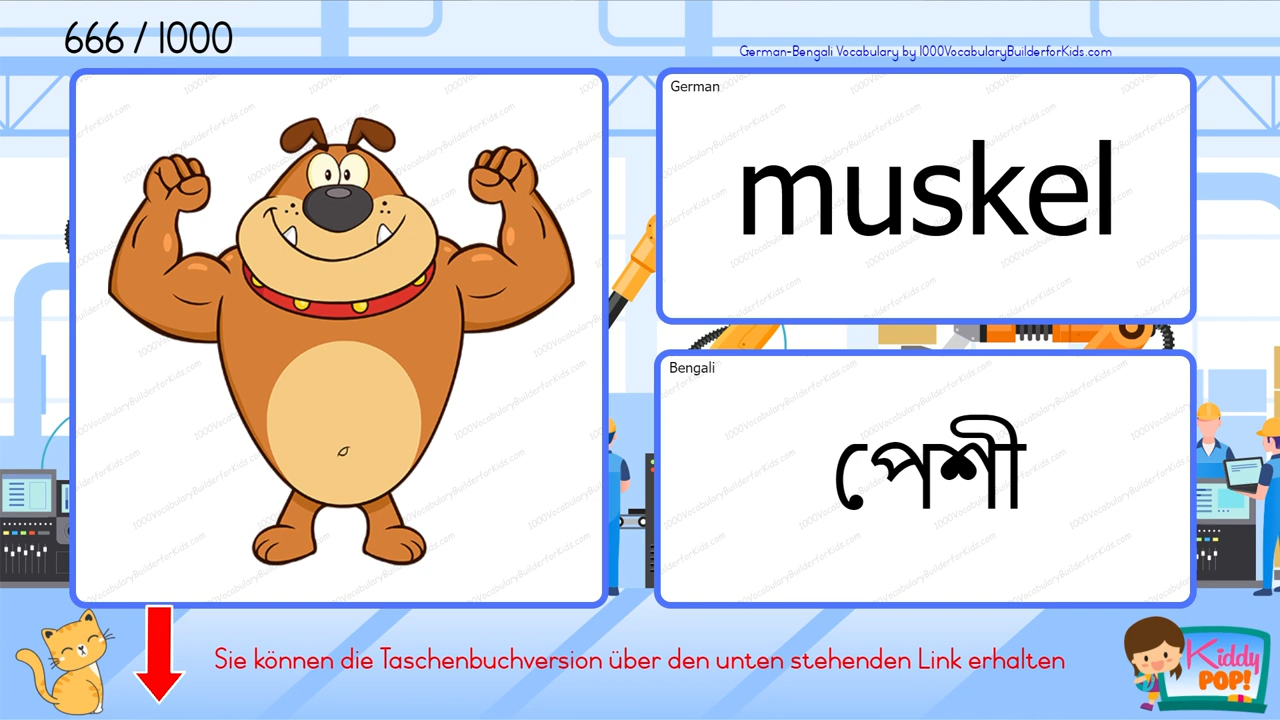 666 / 1000
German-Bengali Vocabulary by 1000VocabularyBuilderforKids.com
German
muskel
Bengali
পেশী
Sie können die Taschenbuchversion über den unten stehenden Link erhalten
Kiddy
POP!